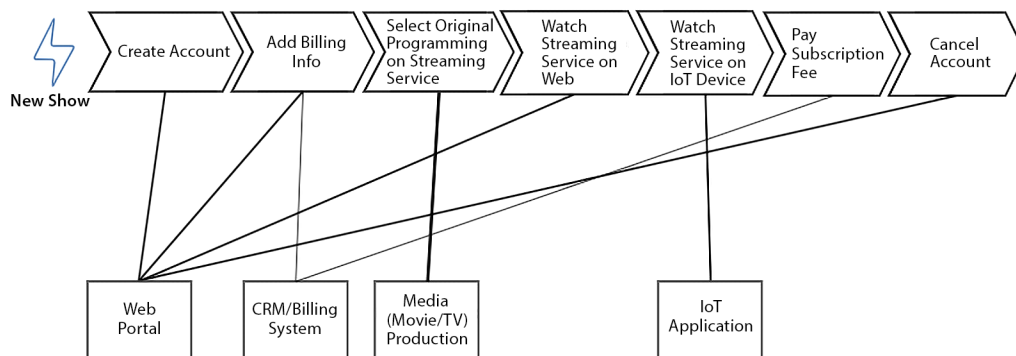 New Show
Create Account
Add Billing
Info
Select Original
Programming
on Streaming
Service
Watch
Streaming
Service on
Web
Watch
Streaming
Service on
IoT Device
Pay
Subscription
Fee
Cancel
Account
Web
Portal
CRM/Billing
System
Media
(Movie/TV)
Production
IoT
Application